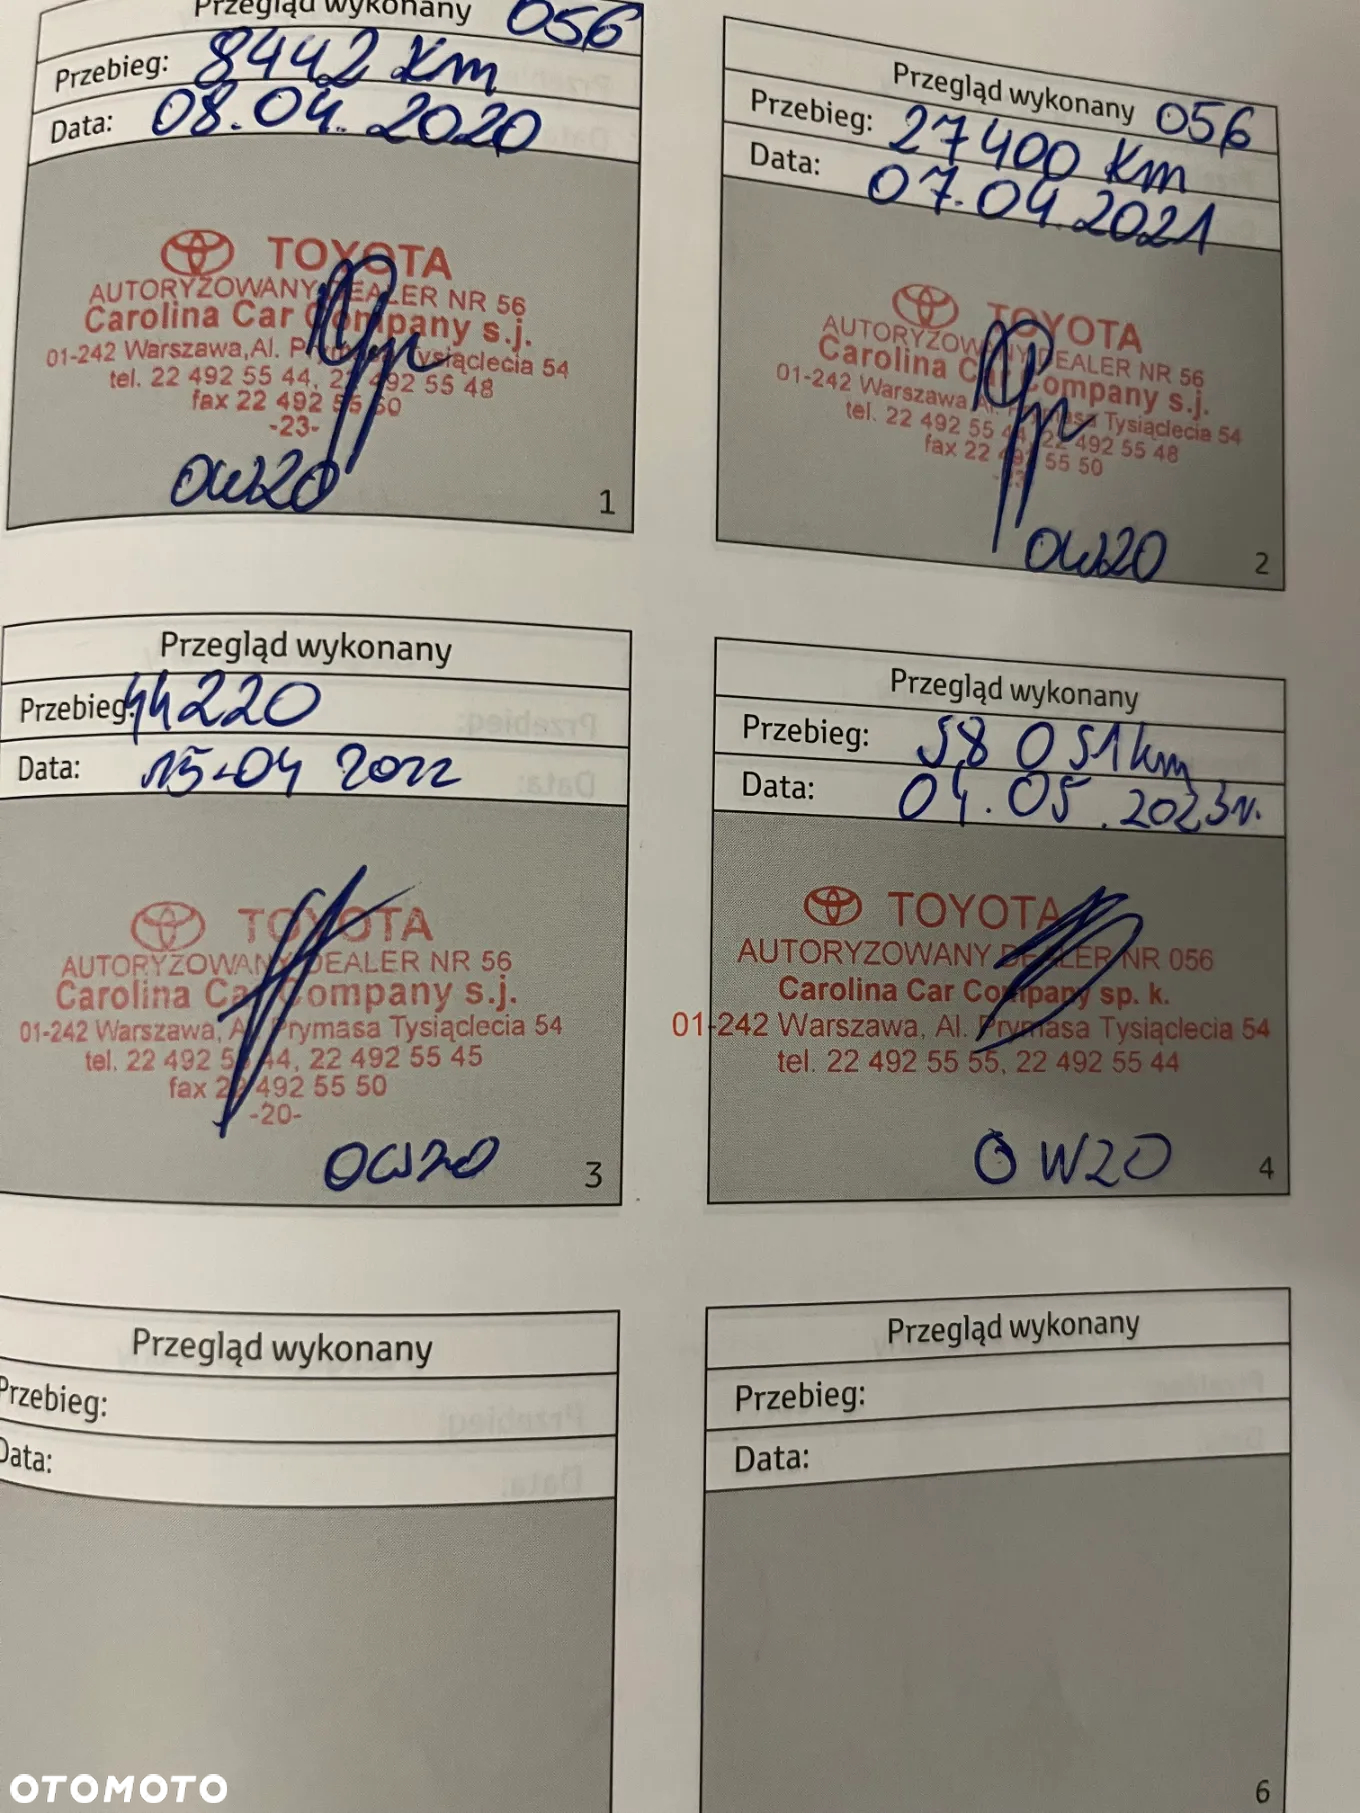 Przegląd wykonany 056
Przebieg: 8442 km
Data: 08.04.2020
TOYOTA
AUTORYZOWANY DEALER NR 56
Carolina Car Company s.j.
01-242 Warszawa, Al. Prymasa Tysiąclecia 54
tel. 22 492 55 44, 22 492 55 48
fax 22 492 55 50
-23-
0W20
1
Przegląd wykonany 056
Przebieg: 27400 km
Data: 07.04.2021
TOYOTA
AUTORYZOWANY DEALER NR 56
Carolina Car Company s.j.
01-242 Warszawa, Al. Prymasa Tysiąclecia 54
tel. 22 492 55 44, 22 492 55 48
fax 22 492 55 50
-23-
0W20
2
Przegląd wykonany
Przebieg: 44220
Data: 15-04 2022
TOYOTA
AUTORYZOWANY DEALER NR 56
Carolina Car Company s.j.
01-242 Warszawa, Al. Prymasa Tysiąclecia 54
tel. 22 492 55 44, 22 492 55 45
fax 22 492 55 50
-20-
0W20
3
Przegląd wykonany
Przebieg: 58 051 km
Data: 04.05.2023r.
TOYOTA
AUTORYZOWANY DEALER NR 056
Carolina Car Company sp. k.
01-242 Warszawa, Al. Prymasa Tysiąclecia 54
tel. 22 492 55 55, 22 492 55 44
0W20
4
Przegląd wykonany
Przebieg:
Data:
Przegląd wykonany
Przebieg:
Data:
6
OTOMOTO